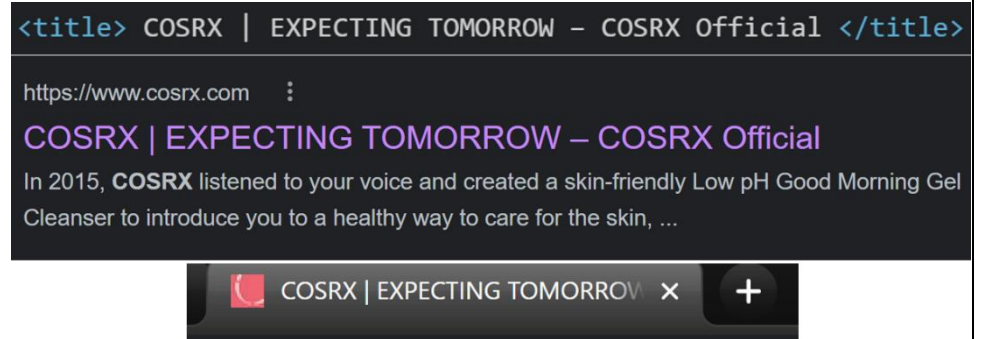 <title> COSRX | EXPECTING TOMORROW – COSRX Official </title>
https://www.cosrx.com
COSRX | EXPECTING TOMORROW – COSRX Official
In 2015, COSRX listened to your voice and created a skin-friendly Low pH Good Morning Gel
Cleanser to introduce you to a healthy way to care for the skin, ...
COSRX | EXPECTING TOMORROW